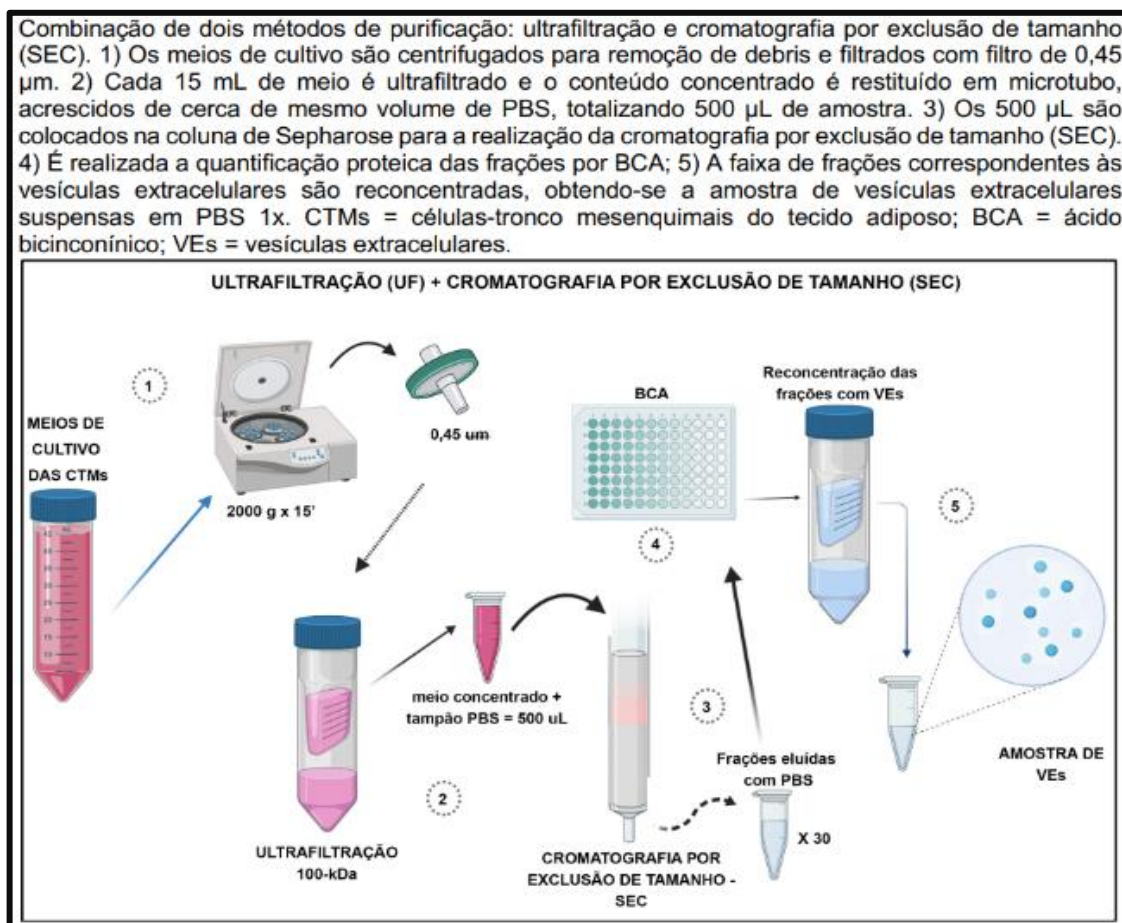 Combinação de dois métodos de purificação: ultrafiltração e cromatografia por exclusão de tamanho
(SEC). 1) Os meios de cultivo são centrifugados para remoção de debris e filtrados com filtro de 0,45
µm. 2) Cada 15 mL de meio é ultrafiltrado e o conteúdo concentrado é restituído em microtubo,
acrescidos de cerca de mesmo volume de PBS, totalizando 500 µL de amostra. 3) Os 500 µL são
colocados na coluna de Sepharose para a realização da cromatografia por exclusão de tamanho (SEC).
4) É realizada a quantificação proteica das frações por BCA; 5) A faixa de frações correspondentes às
vesículas extracelulares são reconcentradas, obtendo-se a amostra de vesículas extracelulares
suspensas em PBS 1x. CTMs = células-tronco mesenquimais do tecido adiposo; BCA = ácido
bicinconínico; VEs = vesículas extracelulares.
ULTRAFILTRAÇÃO (UF) + CROMATOGRAFIA POR EXCLUSÃO DE TAMANHO (SEC)
1
MEIOS DE
CULTIVO
DAS CTMs
2000 g x 15'
0,45 um
BCA
4
Reconcentração das
frações com VEs
5
meio concentrado +
tampão PBS = 500 uL
2
ULTRAFILTRAÇÃO
100-kDa
3
Frações eluídas
com PBS
X 30
CROMATOGRAFIA POR
EXCLUSÃO DE TAMANHO -
SEC
AMOSTRA DE
VEs